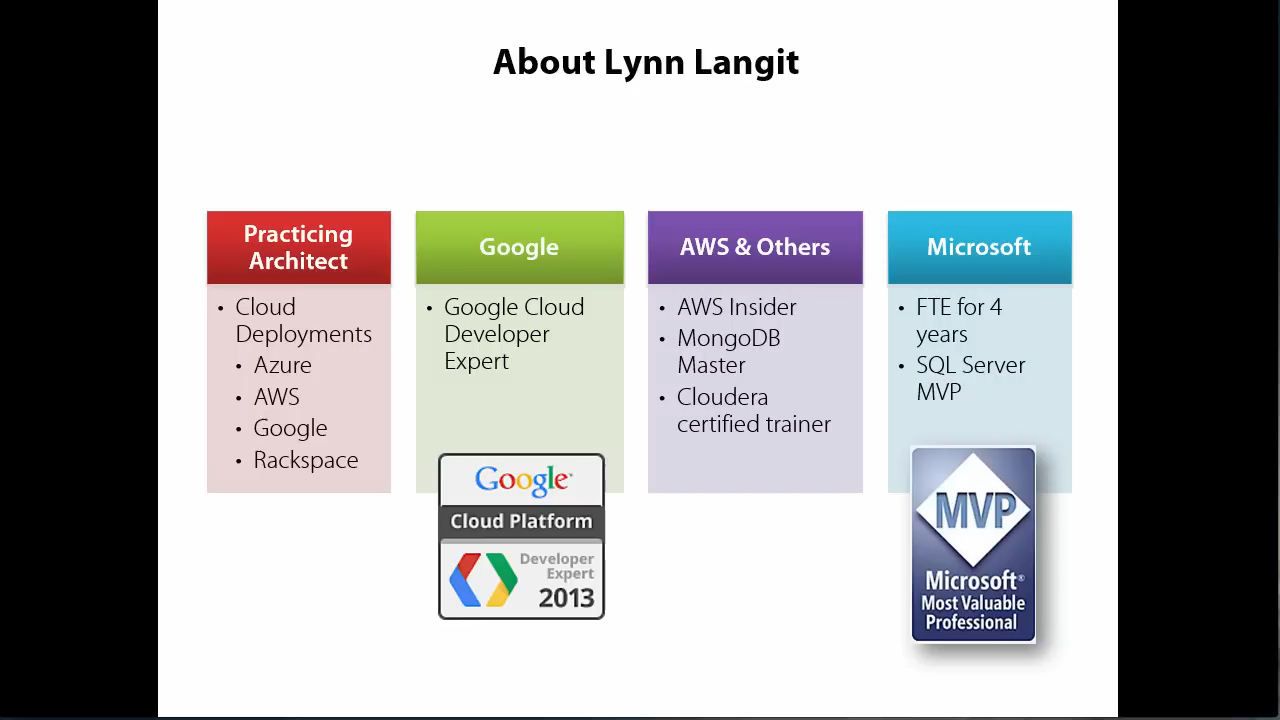 About Lynn Langit
Practicing
Architect
• Cloud
Deployments
• Azure
• AWS
• Google
• Rackspace
Google
• Google Cloud
Developer
Expert
Google™
Cloud Platform
Developer
Expert
2013
AWS & Others
• AWS Insider
• MongoDB
Master
• Cloudera
certified trainer
Microsoft
• FTE for 4
years
• SQL Server
MVP
MVP
Microsoft®
Most Valuable
Professional